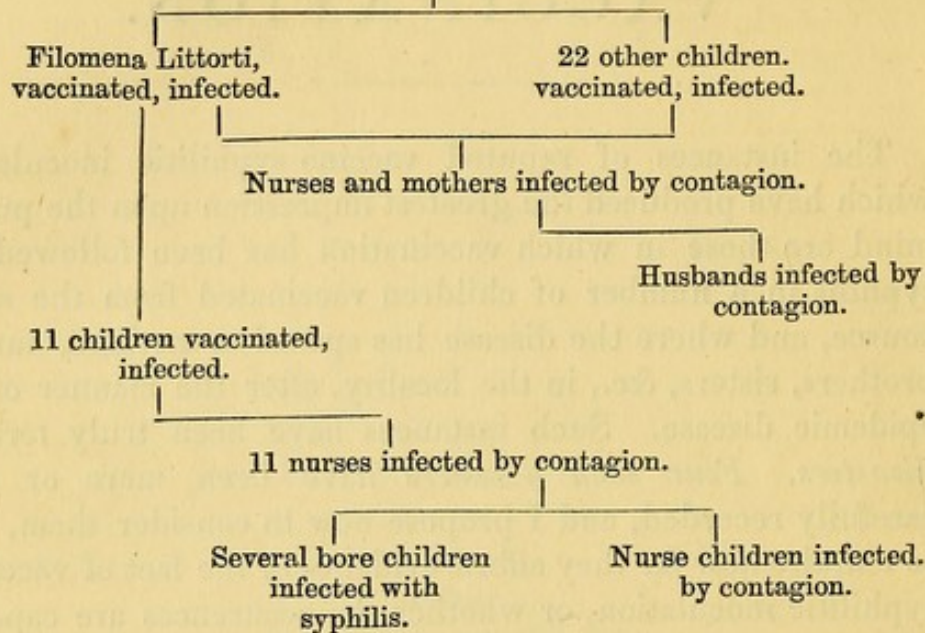 Filomena Littorti,
vaccinated, infected.
22 other children.
vaccinated, infected.
Nurses and mothers infected by contagion.
Husbands infected by
contagion.
11 children vaccinated,
infected.
11 nurses infected by contagion.
Several bore children
infected with
syphilis.
Nurse children infected.
by contagion.